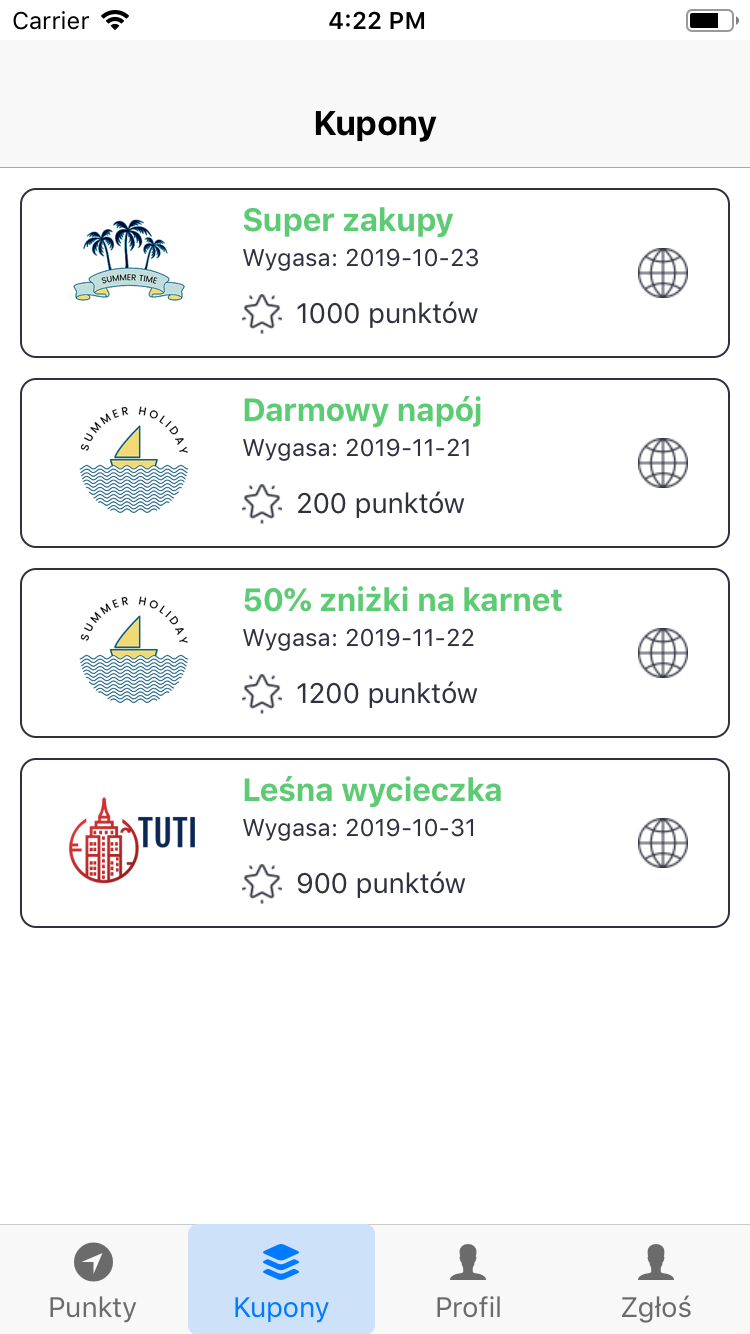 Carrier 4:22 PM
Kupony
SUMMER TIME
Super zakupy
Wygasa: 2019-10-23
1000 punktów
SUMMER HOLIDAY
Darmowy napój
Wygasa: 2019-11-21
200 punktów
SUMMER HOLIDAY
50% zniżki na karnet
Wygasa: 2019-11-22
1200 punktów
TUTI
Leśna wycieczka
Wygasa: 2019-10-31
900 punktów
Punkty Kupony Profil Zgłoś